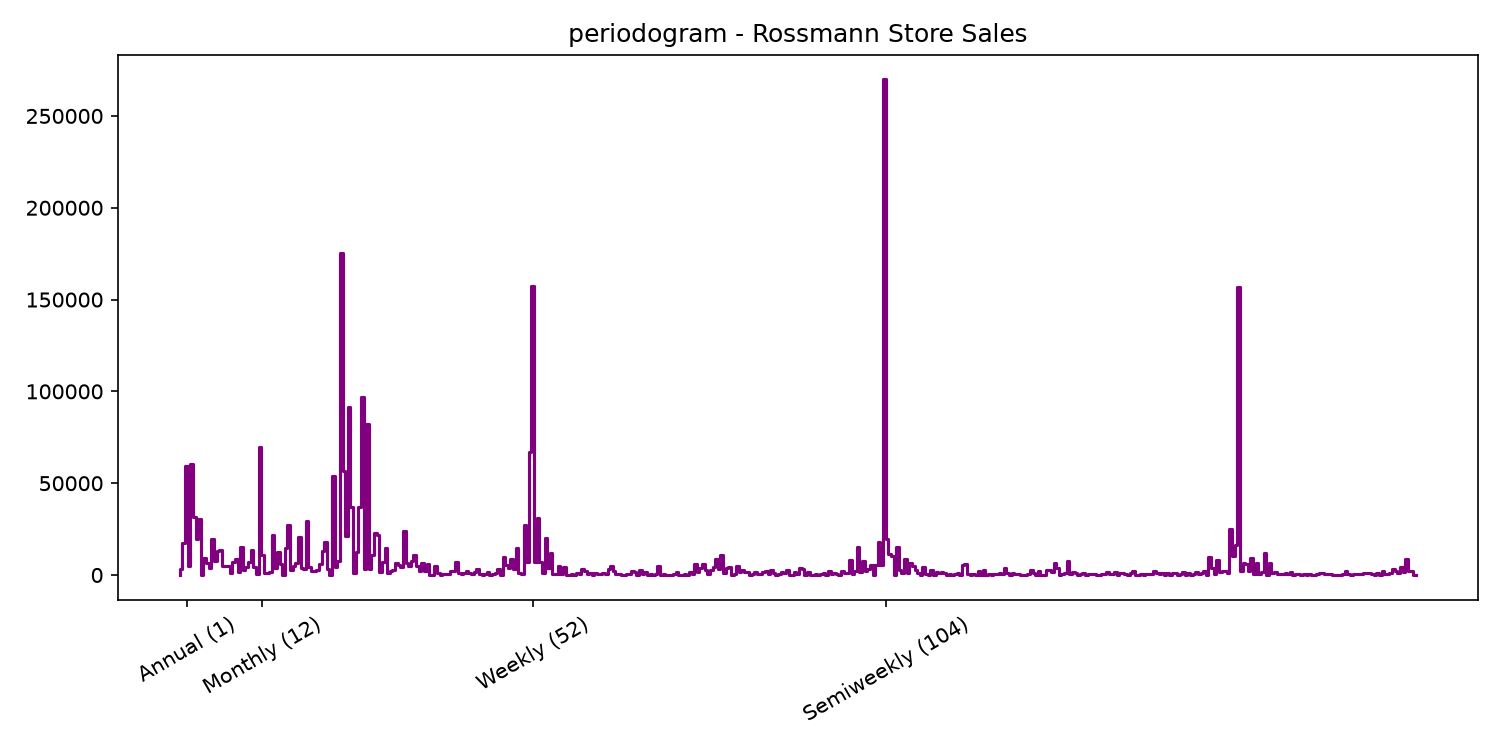 periodogram - Rossmann Store Sales
250000
200000
150000
100000
50000
0
Annual (1)
Monthly (12)
Weekly (52)
Semiweekly (104)